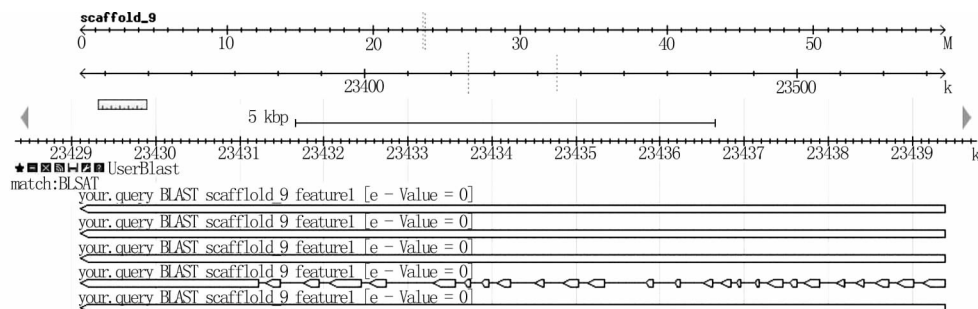 scaffold_9
0 10 20 30 40 50 M
23400 23500 k
5 kbp
23429 23430 23431 23432 23433 23434 23435 23436 23437 23438 23439 k
UserBlast
match:BLSAT
your.query BLAST scafflold_9 feature1 [e - Value = 0]
your.query BLAST scafflold_9 feature1 [e - Value = 0]
your.query BLAST scafflold_9 feature1 [e - Value = 0]
your.query BLAST scafflold_9 feature1 [e - Value = 0]
your.query BLAST scafflold_9 feature1 [e - Value = 0]